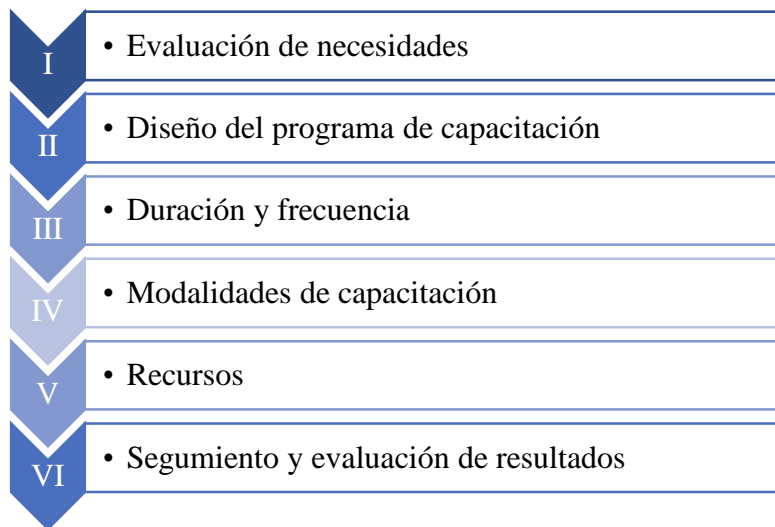 I
• Evaluación de necesidades
II
• Diseño del programa de capacitación
III
• Duración y frecuencia
IV
• Modalidades de capacitación
V
• Recursos
VI
• Segumiento y evaluación de resultados